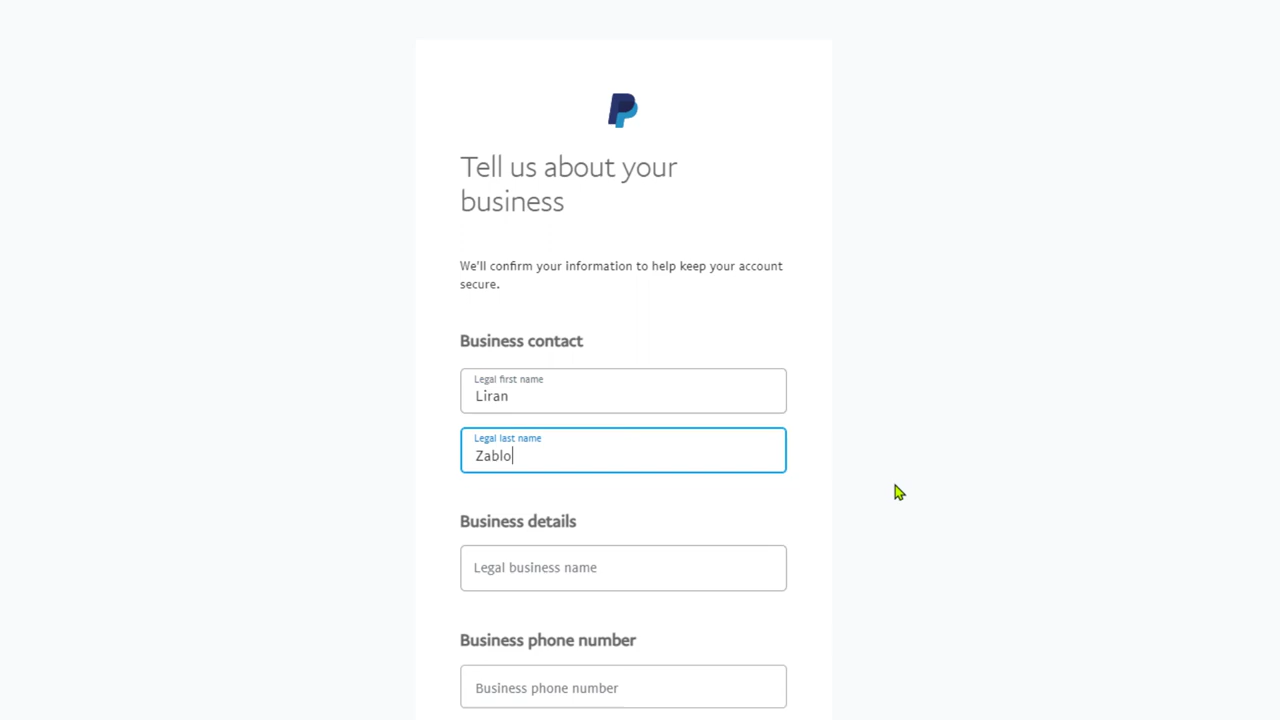 Tell us about your
business
We'll confirm your information to help keep your account
secure.
Business contact
Legal first name
Liran
Legal last name
Zablo
Business details
Legal business name
Business phone number
Business phone number